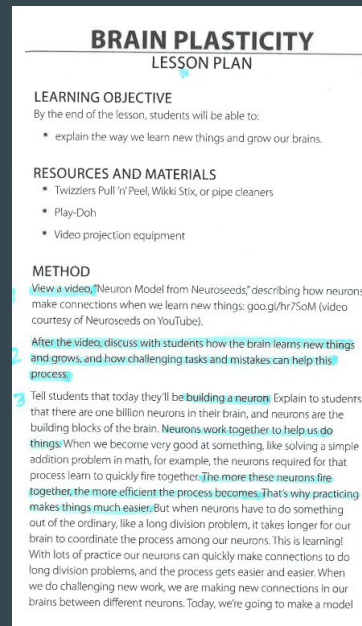 BRAIN PLASTICITY
LESSON PLAN
LEARNING OBJECTIVE
By the end of the lesson, students will be able to:
▪ explain the way we learn new things and grow our brains.
RESOURCES AND MATERIALS
▪ Twizzlers Pull 'n' Peel, Wikki Stix, or pipe cleaners
▪ Play-Doh
▪ Video projection equipment
METHOD
1 View a video, "Neuron Model from Neuroseeds," describing how neurons
make connections when we learn new things: goo.gl/hr7SoM (video
courtesy of Neuroseeds on YouTube).
2 After the video, discuss with students how the brain learns new things
and grows, and how challenging tasks and mistakes can help this
process.
3 Tell students that today they'll be building a neuron. Explain to students
that there are one billion neurons in their brain, and neurons are the
building blocks of the brain. Neurons work together to help us do
things. When we become very good at something, like solving a simple
addition problem in math, for example, the neurons required for that
process learn to quickly fire together. The more these neurons fire
together, the more efficient the process becomes. That's why practicing
makes things much easier. But when neurons have to do something
out of the ordinary, like a long division problem, it takes longer for our
brain to coordinate the process among our neurons. This is learning!
With lots of practice our neurons can quickly make connections to do
long division problems, and the process gets easier and easier. When
we do challenging new work, we are making new connections in our
brains between different neurons. Today, we're going to make a model